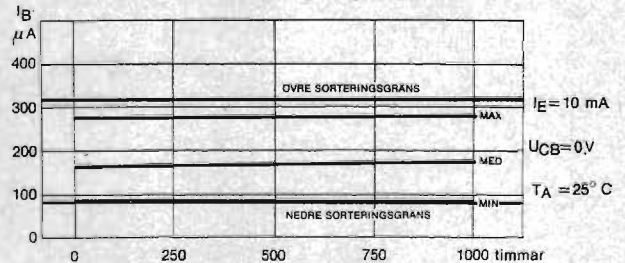 IB
μA
400
ÖVRE SORTERINGSGRÄNS
300
MAX
IE = 10 mA
200
MED
UCB = 0,V
100
MIN
TA = 25° C
NEDRE SORTERINGSGRÄNS
0
0 250 500 750 1000 timmar